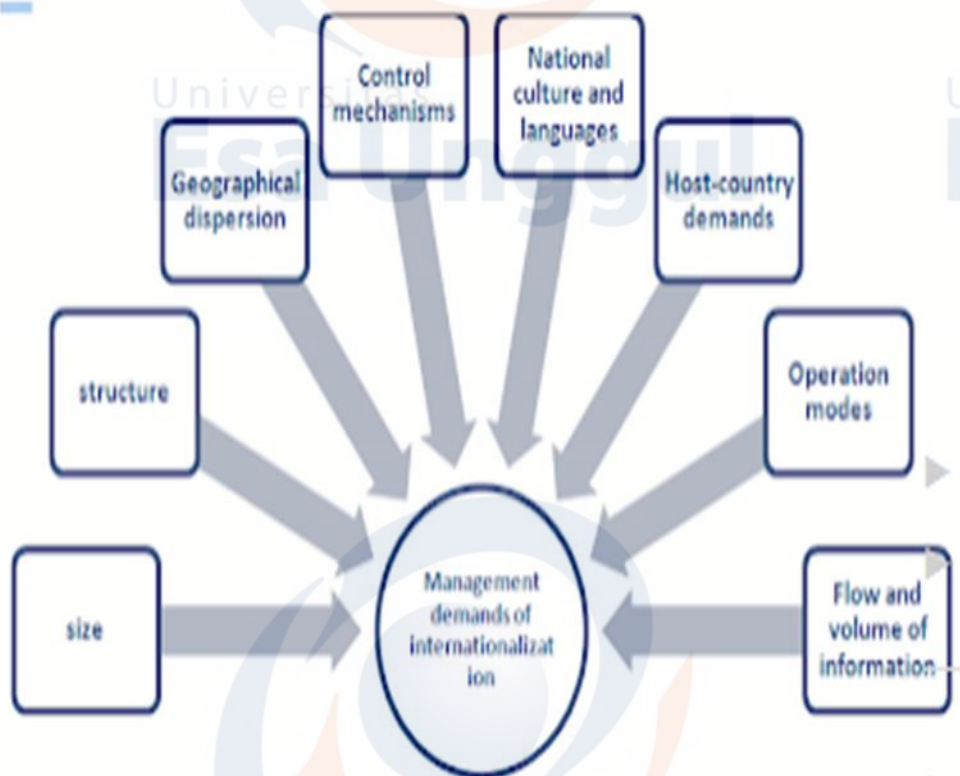 Universitas
Esa Unggul
Control
mechanisms
National
culture and
languages
Geographical
dispersion
Host-country
demands
structure
Operation
modes
size
Management
demands of
internationalizat
ion
Flow and
volume of
information